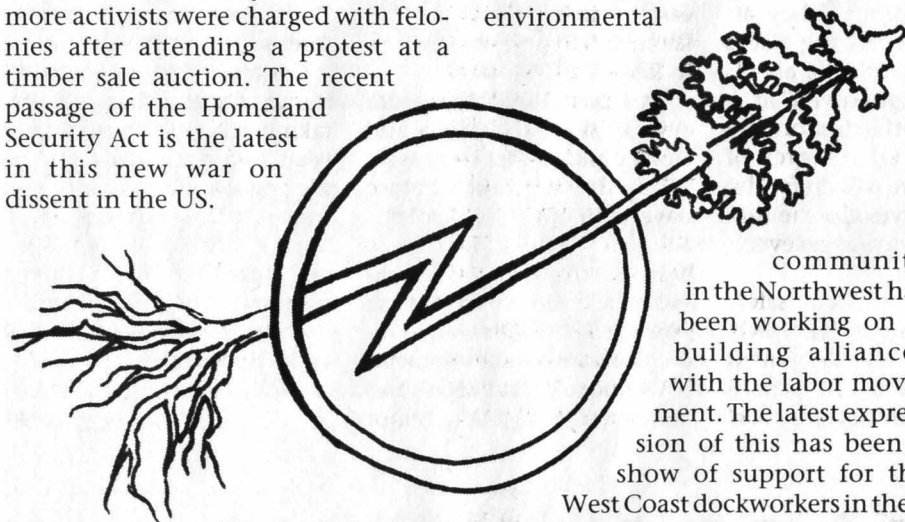 more activists were charged with felo-
nies after attending a protest at a
timber sale auction. The recent
passage of the Homeland
Security Act is the latest
in this new war on
dissent in the US.
environmental
communit
in the Northwest ha
been working on
building alliance
with the labor mov
ment. The latest expre
sion of this has been
show of support for th
West Coast dockworkers in the